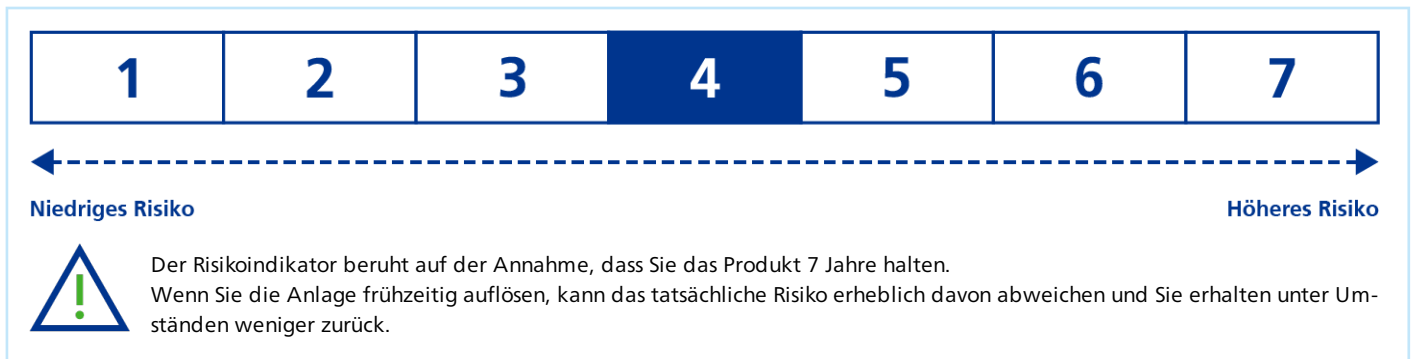 1 2 3 4 5 6 7
Niedriges Risiko Höheres Risiko
!
Der Risikoindikator beruht auf der Annahme, dass Sie das Produkt 7 Jahre halten.
Wenn Sie die Anlage frühzeitig auflösen, kann das tatsächliche Risiko erheblich davon abweichen und Sie erhalten unter Um-
ständen weniger zurück.